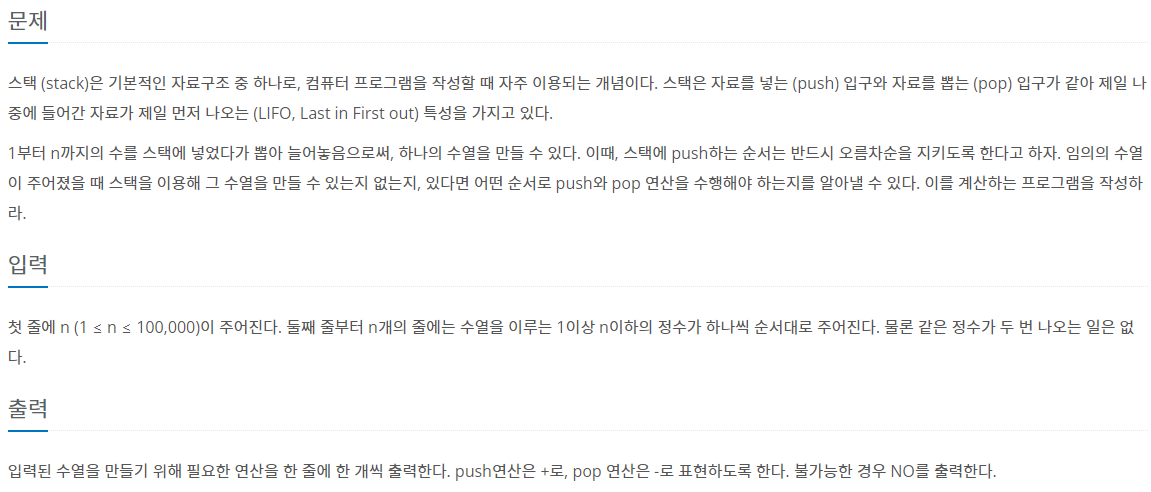 문제
스택 (stack)은 기본적인 자료구조 중 하나로, 컴퓨터 프로그램을 작성할 때 자주 이용되는 개념이다. 스택은 자료를 넣는 (push) 입구와 자료를 뽑는 (pop) 입구가 같아 제일 나
중에 들어간 자료가 제일 먼저 나오는 (LIFO, Last in First out) 특성을 가지고 있다.
1부터 n까지의 수를 스택에 넣었다가 뽑아 늘어놓음으로써, 하나의 수열을 만들 수 있다. 이때, 스택에 push하는 순서는 반드시 오름차순을 지키도록 한다고 하자. 임의의 수열
이 주어졌을 때 스택을 이용해 그 수열을 만들 수 있는지 없는지, 있다면 어떤 순서로 push와 pop 연산을 수행해야 하는지를 알아낼 수 있다. 이를 계산하는 프로그램을 작성하
라.
입력
첫 줄에 n (1 ≤ n ≤ 100,000)이 주어진다. 둘째 줄부터 n개의 줄에는 수열을 이루는 1이상 n이하의 정수가 하나씩 순서대로 주어진다. 물론 같은 정수가 두 번 나오는 일은 없
다.
출력
입력된 수열을 만들기 위해 필요한 연산을 한 줄에 한 개씩 출력한다. push연산은 +로, pop 연산은 -로 표현하도록 한다. 불가능한 경우 NO를 출력한다.